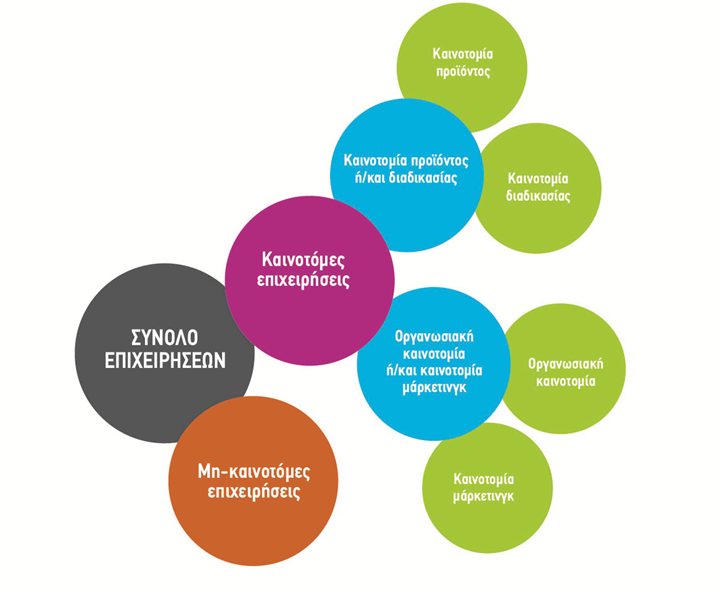 Καινοτομία
προϊόντος
Καινοτομία προϊόντος
ή/και διαδικασίας
Καινοτομία
διαδικασίας
Καινοτόμες
επιχειρήσεις
ΣΥΝΟΛΟ
ΕΠΙΧΕΙΡΗΣΕΩΝ
Οργανωσιακή
καινοτομία
ή/και καινοτομία
μάρκετινγκ
Οργανωσιακή
καινοτομία
Μη-καινοτόμες
επιχειρήσεις
Καινοτομία
μάρκετινγκ